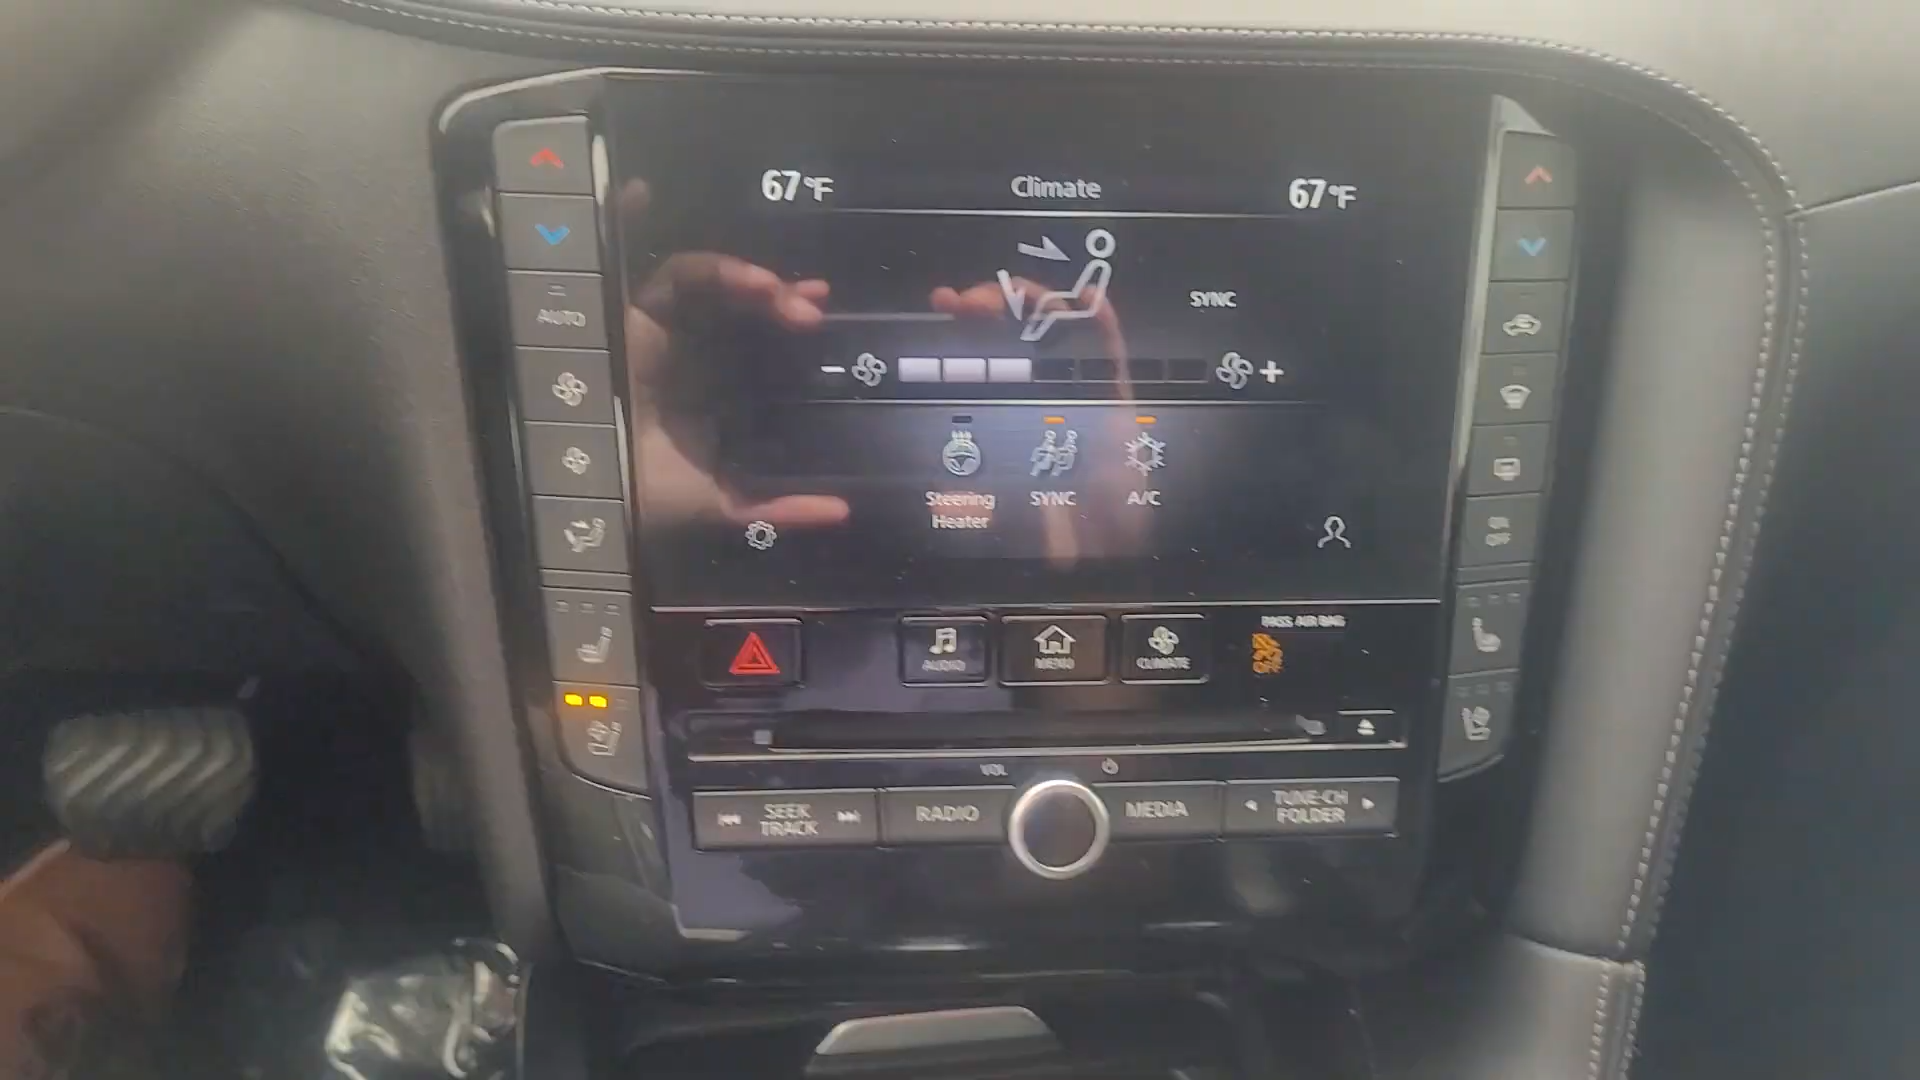 67°F Climate 67°F
SYNC
AUTO
- +
Steering
Heater
SYNC
A/C
ON
OFF
PASS AIR BAG
OFF
AUDIO
MENU
CLIMATE
VOL
SEEK
TRACK
RADIO
MEDIA
TUNE·CH
FOLDER